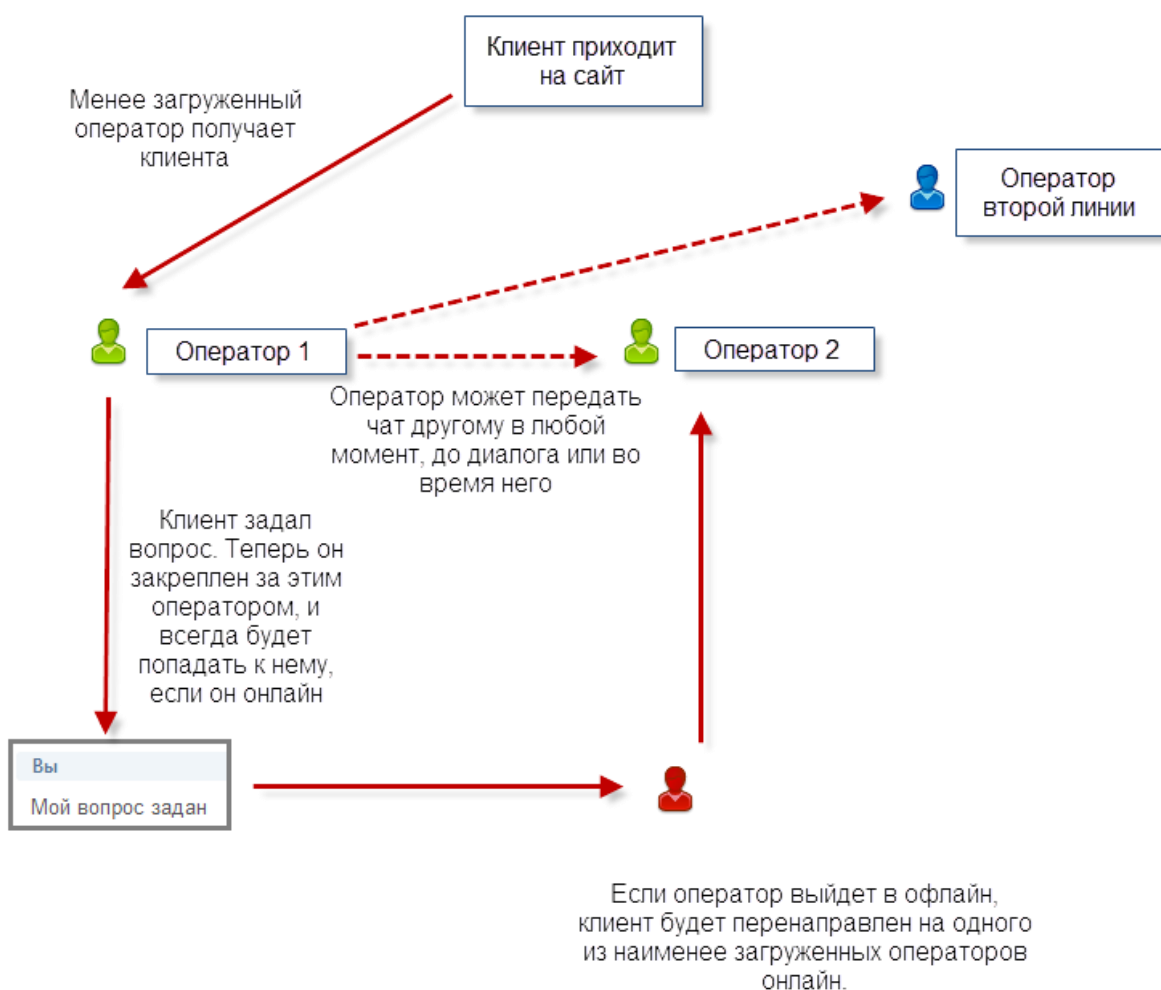 Клиент приходит
на сайт
Менее загруженный
оператор получает
клиента
Оператор
второй линии
Оператор 1
Оператор 2
Оператор может передать
чат другому в любой
момент, до диалога или во
время него
Клиент задал
вопрос. Теперь он
закреплен за этим
оператором, и
всегда будет
попадать к нему,
если он онлайн
Вы
Мой вопрос задан
Если оператор выйдет в офлайн,
клиент будет перенаправлен на одного
из наименее загруженных операторов
онлайн.